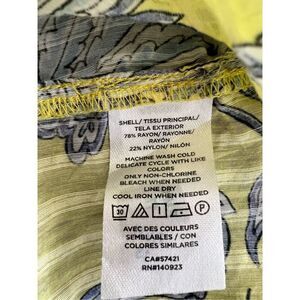 SHELL/ TISSU PRINCIPAL/
TELA EXTERIOR
78% RAYON/ RAYONNE/
RAYÓN
22% NYLON/ NILÓN
MACHINE WASH COLD
DELICATE CYCLE WITH LIKE
COLORS
ONLY NON-CHLORINE
BLEACH WHEN NEEDED
LINE DRY
COOL IRON WHEN NEEDED
30 P
AVEC DES COULEURS
SEMBLABLES / CON
COLORES SIMILARES
CA#57421
RN#140923